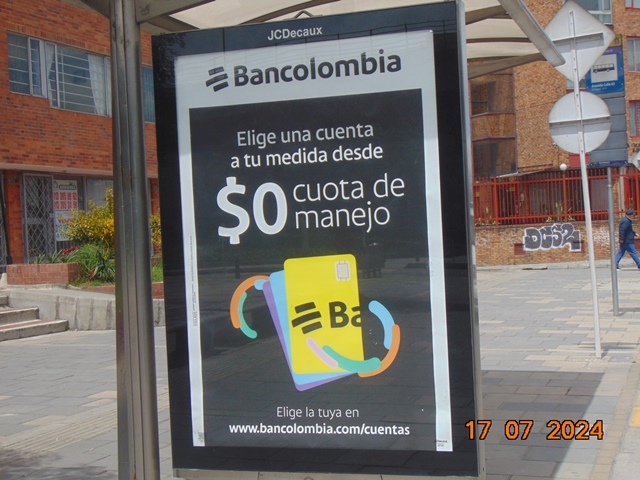 JCDecaux
Bancolombia
Elige una cuenta
a tu medida desde
$0 cuota de
manejo
Ba
Elige la tuya en
www.bancolombia.com/cuentas
17 07 2024